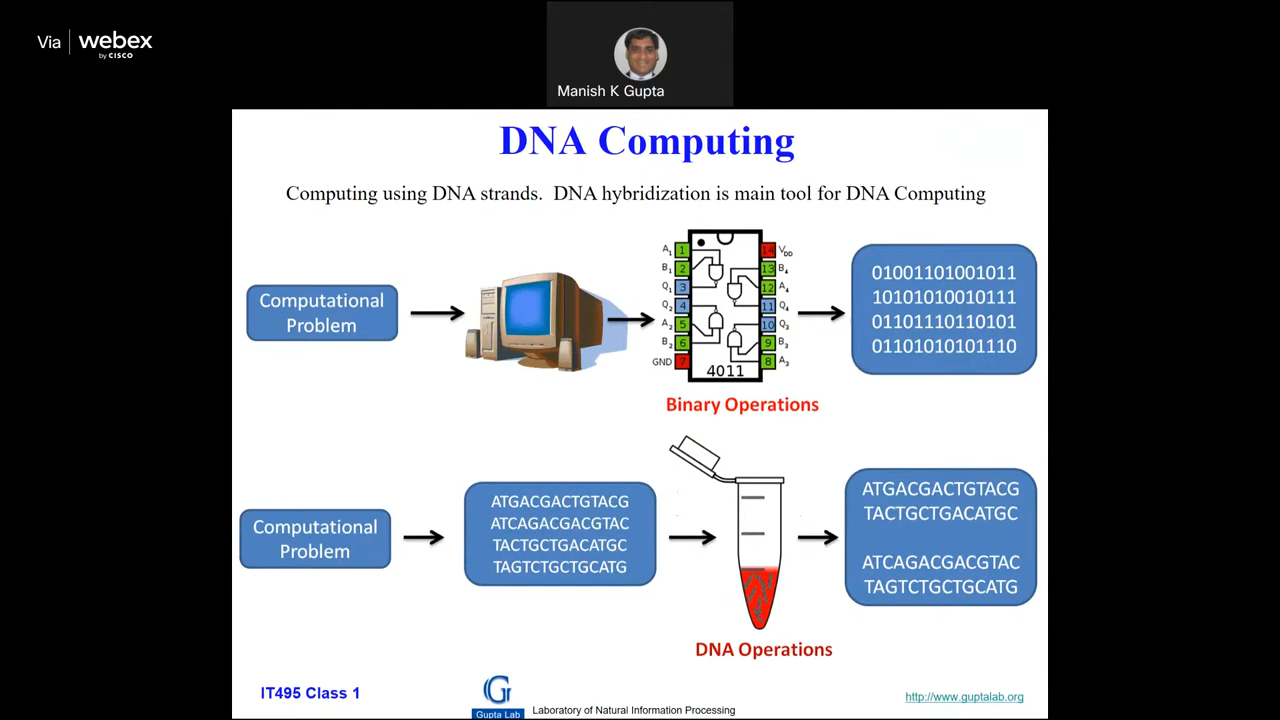 Via webex
by CISCO
Manish K Gupta
DNA Computing
Computing using DNA strands. DNA hybridization is main tool for DNA Computing
Computational
Problem
A1 1
B1 2
Q1 3
Q2 4
A2 5
B2 6
GND 7
14 VDD
13 B4
12 A4
11 Q4
10 Q3
9 B3
8 A3
4011
Binary Operations
01001101001011
10101010010111
01101110110101
01101010101110
Computational
Problem
ATGACGACTGTACG
ATCAGACGACGTAC
TACTGCTGACATGC
TAGTCTGCTGCATG
DNA Operations
ATGACGACTGTACG
TACTGCTGACATGC
ATCAGACGACGTAC
TAGTCTGCTGCATG
IT495 Class 1
G
Gupta Lab
Laboratory of Natural Information Processing
http://www.guptalab.org